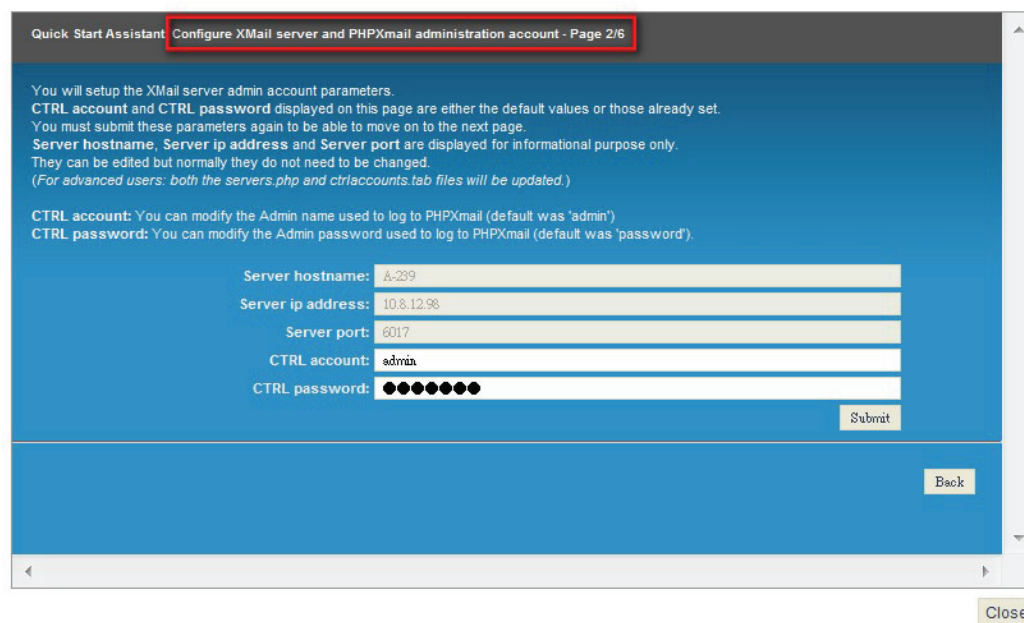 Quick Start Assistant: Configure XMail server and PHPXmail administration account - Page 2/6
You will setup the XMail server admin account parameters.
CTRL account and CTRL password displayed on this page are either the default values or those already set.
You must submit these parameters again to be able to move on to the next page.
Server hostname, Server ip address and Server port are displayed for informational purpose only.
They can be edited but normally they do not need to be changed.
(For advanced users: both the servers.php and ctrlaccounts.tab files will be updated.)
CTRL account: You can modify the Admin name used to log to PHPXmail (default was 'admin')
CTRL password: You can modify the Admin password used to log to PHPXmail (default was 'password').
Server hostname: A-239
Server ip address: 10.8.12.98
Server port: 6017
CTRL account: admin
CTRL password: ●●●●●●●
Submit
Back
Close